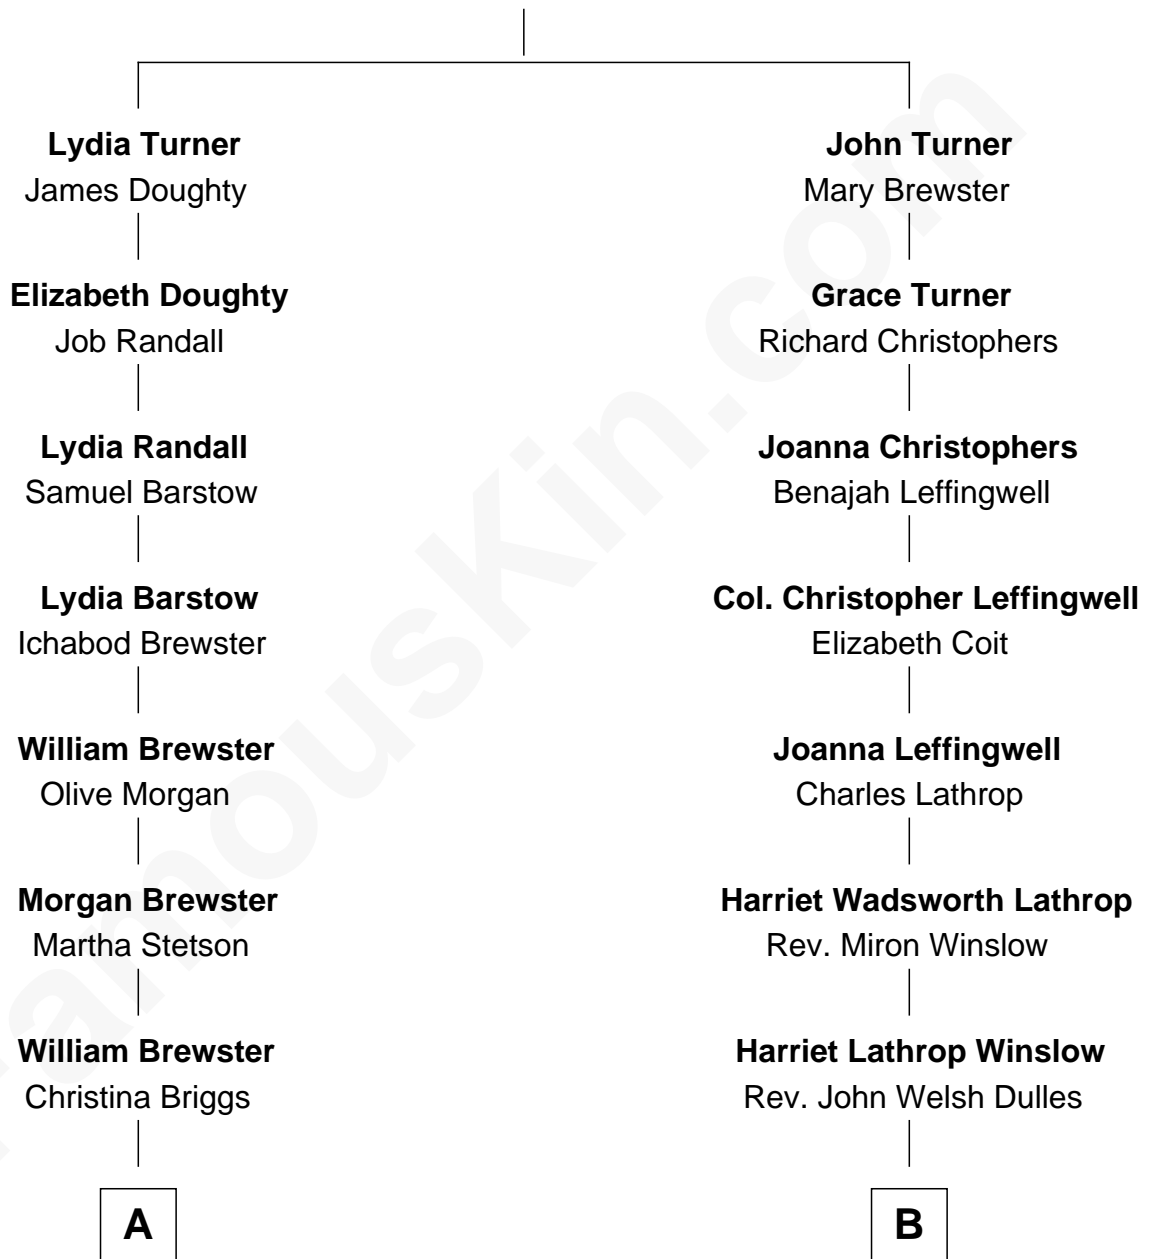 Lydia Turner
James Doughty
John Turner
Mary Brewster
Elizabeth Doughty
Job Randall
Grace Turner
Richard Christophers
Lydia Randall
Samuel Barstow
Joanna Christophers
Benajah Leffingwell
Lydia Barstow
Ichabod Brewster
Col. Christopher Leffingwell
Elizabeth Coit
William Brewster
Olive Morgan
Joanna Leffingwell
Charles Lathrop
Morgan Brewster
Martha Stetson
Harriet Wadsworth Lathrop
Rev. Miron Winslow
William Brewster
Christina Briggs
Harriet Lathrop Winslow
Rev. John Welsh Dulles
A
B
FamousKin.com